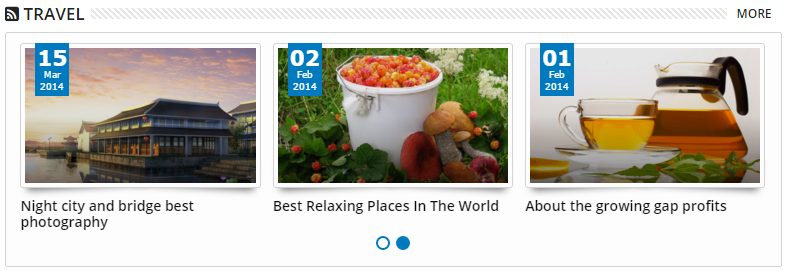 TRAVEL
MORE
15
Mar
2014
02
Feb
2014
01
Feb
2014
Night city and bridge best
photography
Best Relaxing Places In The World
About the growing gap profits